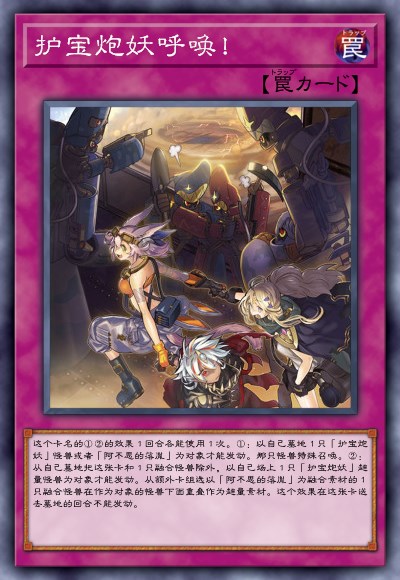 护宝炮妖呼唤！
トラップ
罠
トラップ
【罠カード】
这个卡名的①②的效果1回合各能使用1次。①：以自己墓地1只「护宝炮
妖」怪兽或者「阿不思的落胤」为对象才能发动。那只怪兽特殊召唤。②：
从自己墓地把这张卡和1只融合怪兽除外，以自己场上1只「护宝炮妖」超
量怪兽为对象才能发动。从额外卡组选以「阿不思的落胤」为融合素材的1
只融合怪兽在作为对象的怪兽下面重叠作为超量素材。这个效果在这张卡送
去墓地的回合不能发动。